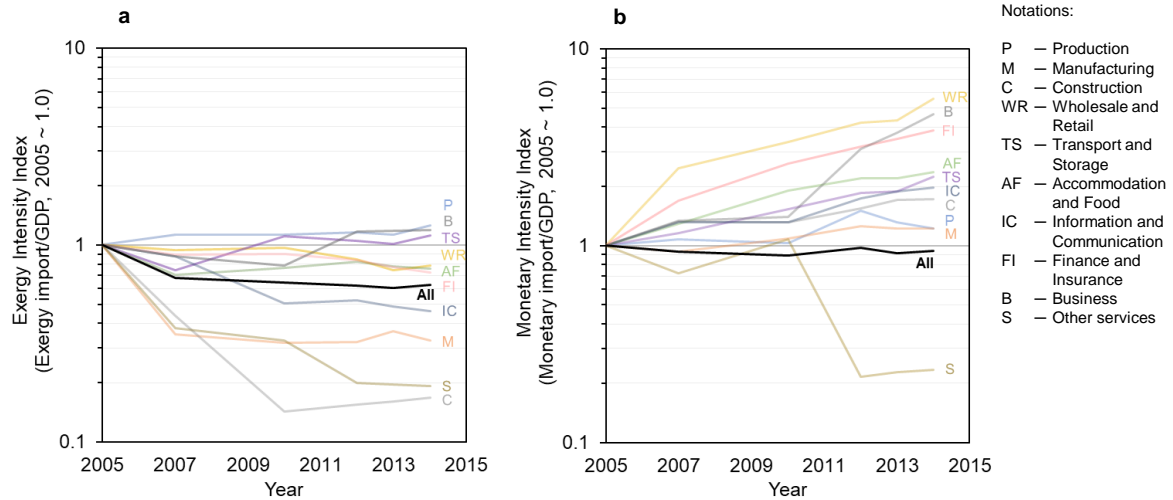 a
Exergy Intensity Index
(Exergy import/GDP, 2005 ~ 1.0)
10
1
0.1
P
B
TS
WR
AF
FI
All
IC
M
S
C
2005 2007 2009 2011 2013 2015
Year
b
Monetary Intensity Index
(Monetary import/GDP, 2005 ~ 1.0)
10
1
0.1
WR
B
FI
AF
TS
IC
C
P
M
All
S
2005 2007 2009 2011 2013 2015
Year
Notations:
P – Production
M – Manufacturing
C – Construction
WR – Wholesale and
Retail
TS – Transport and
Storage
AF – Accommodation
and Food
IC – Information and
Communication
FI – Finance and
Insurance
B – Business
S – Other services